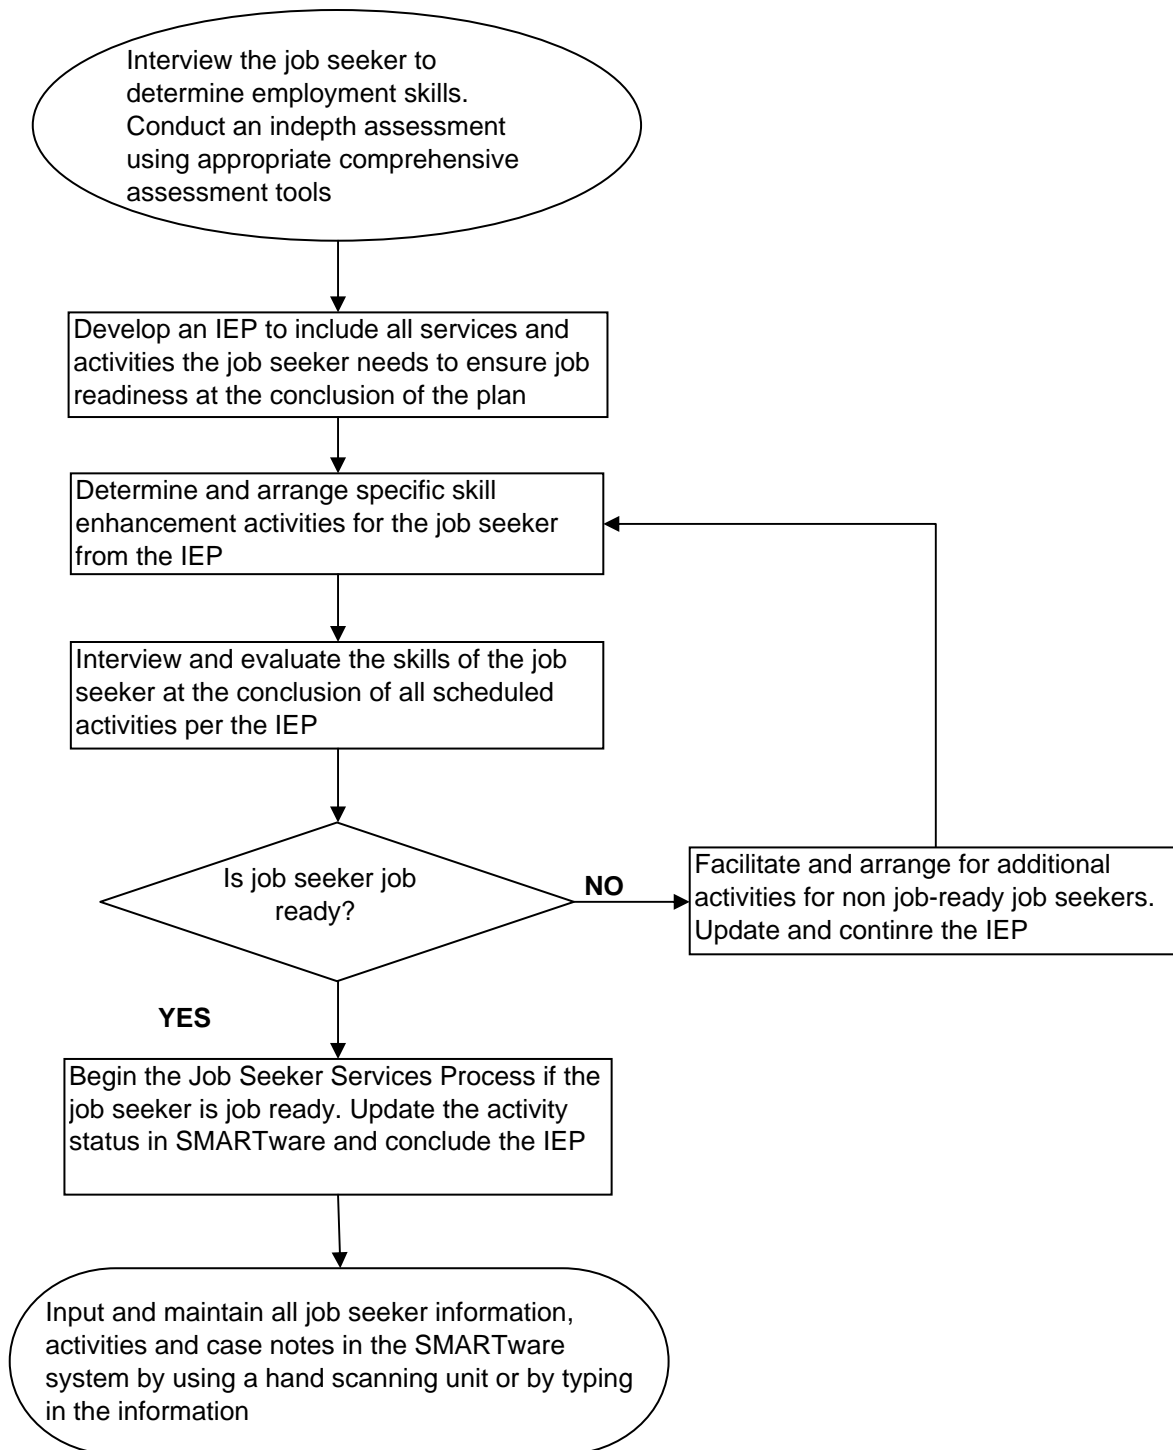 Interview the job seeker to
determine employment skills.
Conduct an indepth assessment
using appropriate comprehensive
assessment tools
Develop an IEP to include all services and
activities the job seeker needs to ensure job
readiness at the conclusion of the plan
Determine and arrange specific skill
enhancement activities for the job seeker
from the IEP
Interview and evaluate the skills of the job
seeker at the conclusion of all scheduled
activities per the IEP
Is job seeker job
ready?
NO
Facilitate and arrange for additional
activities for non job-ready job seekers.
Update and continre the IEP
YES
Begin the Job Seeker Services Process if the
job seeker is job ready. Update the activity
status in SMARTware and conclude the IEP
Input and maintain all job seeker information,
activities and case notes in the SMARTware
system by using a hand scanning unit or by typing
in the information